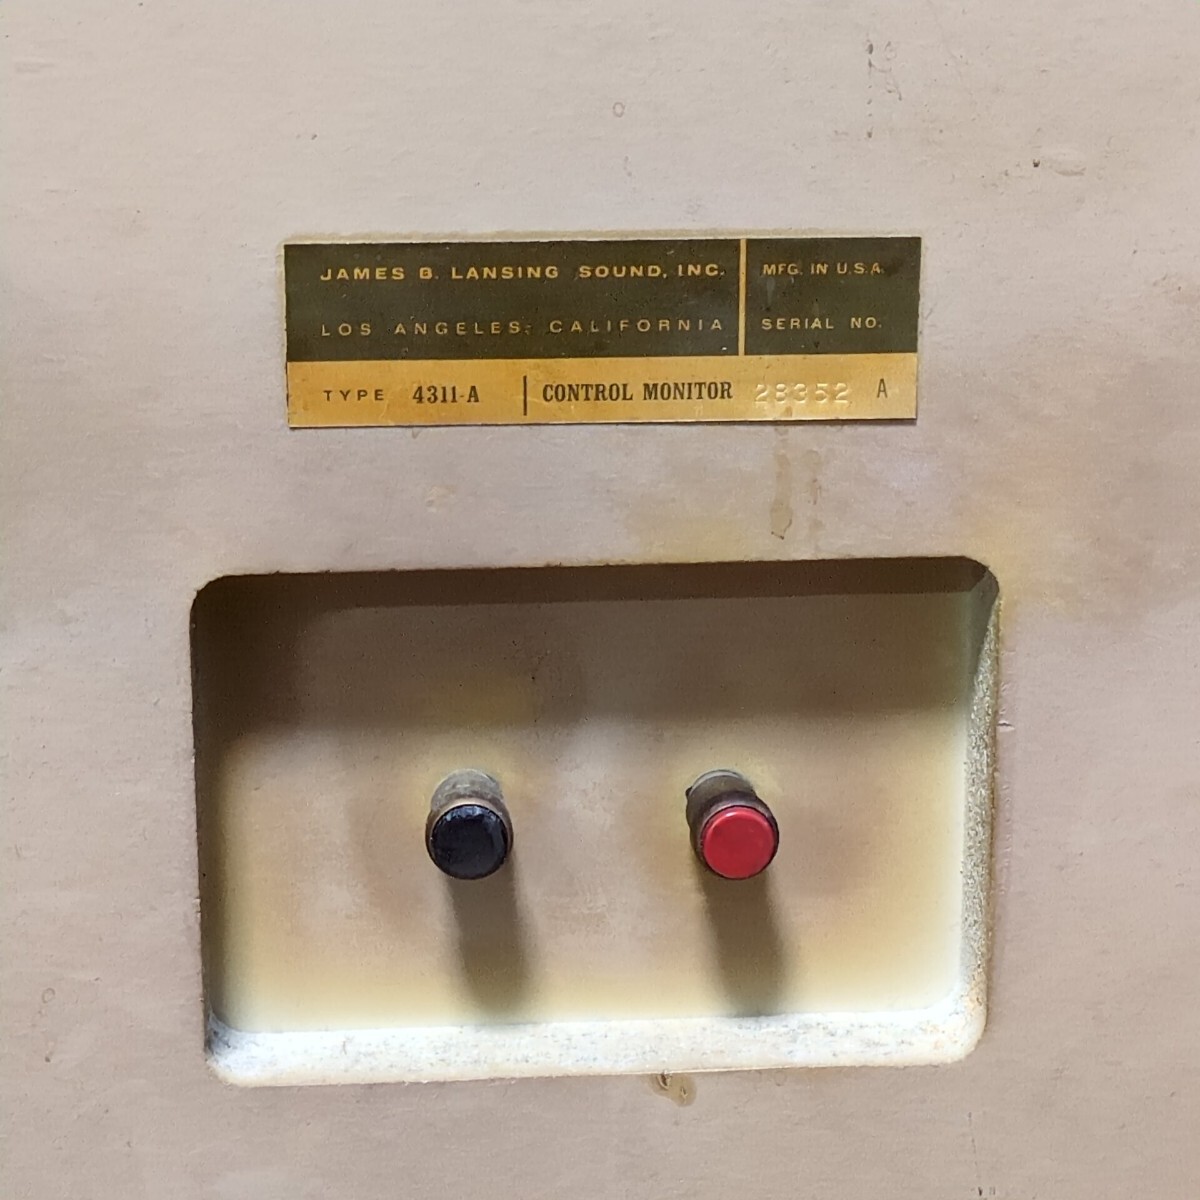 JAMES B. LANSING SOUND, INC.
LOS ANGELES, CALIFORNIA
MFG. IN U.S.A.
SERIAL NO.
TYPE 4311-A | CONTROL MONITOR 28352 A